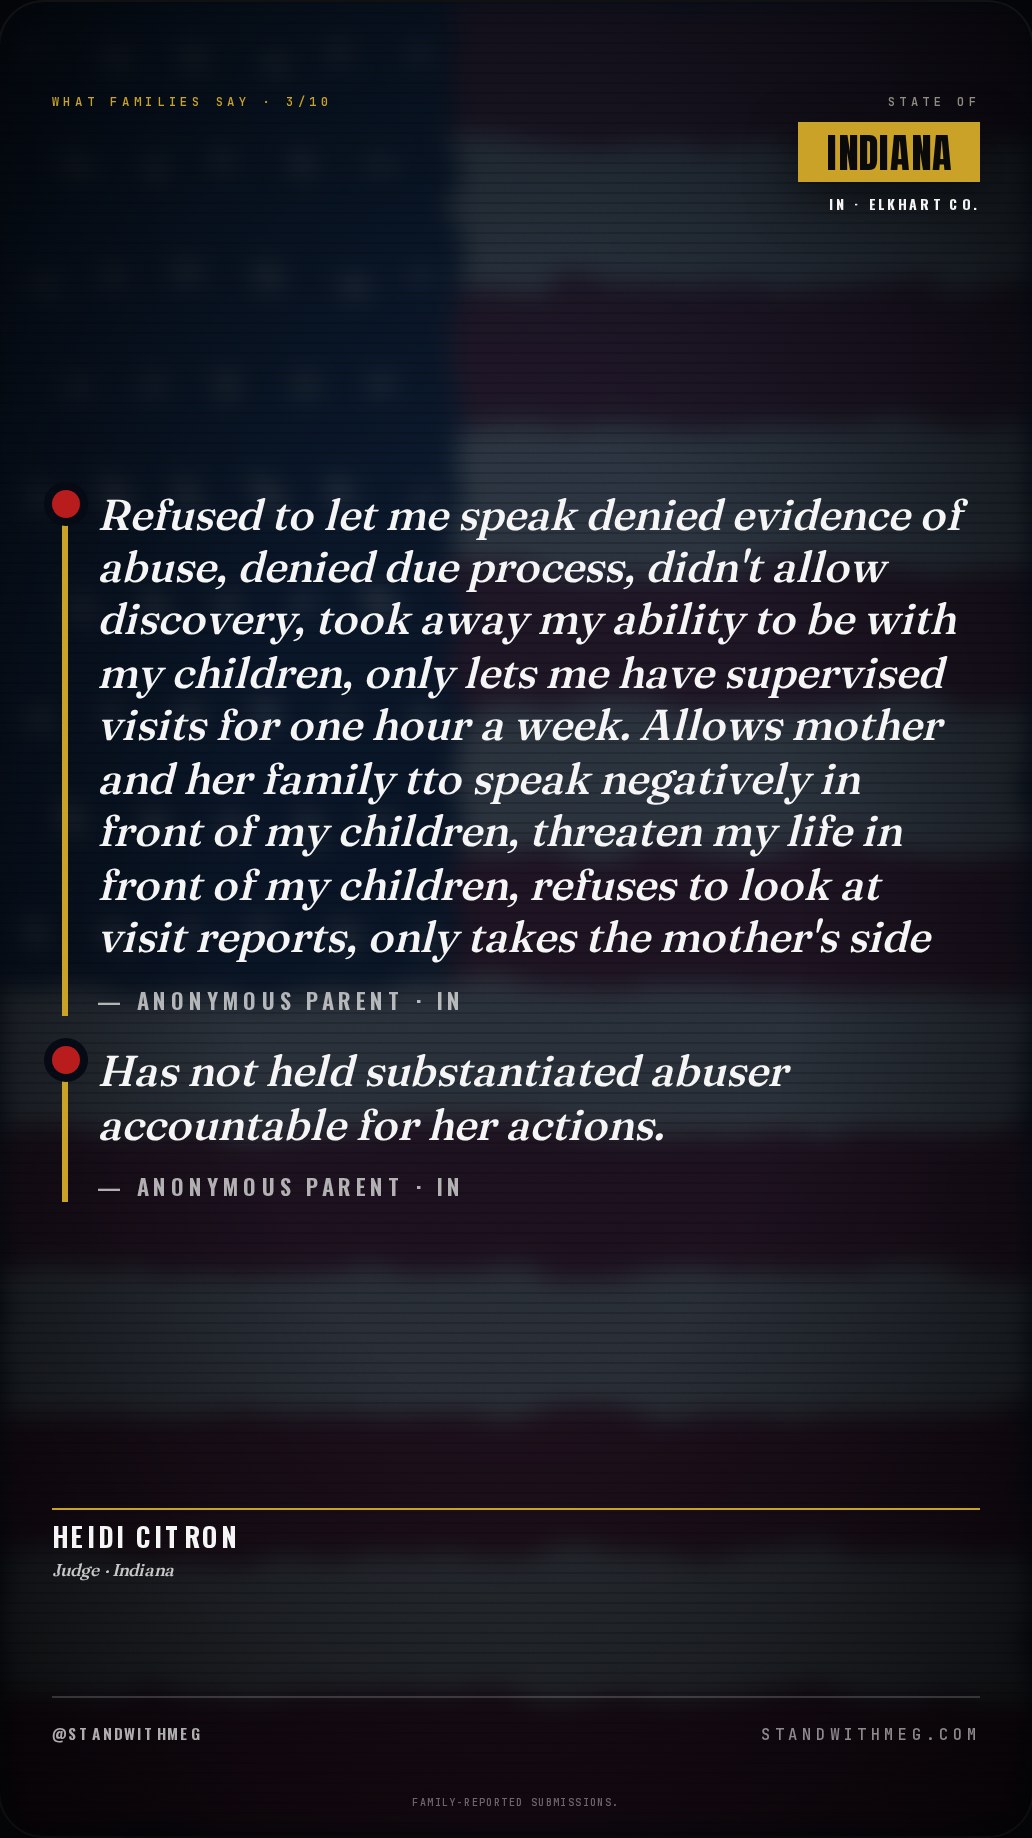 WHAT FAMILIES SAY · 3/10
STATE OF
INDIANA
IN · ELKHART CO.
Refused to let me speak denied evidence of
abuse, denied due process, didn't allow
discovery, took away my ability to be with
my children, only lets me have supervised
visits for one hour a week. Allows mother
and her family tto speak negatively in
front of my children, threaten my life in
front of my children, refuses to look at
visit reports, only takes the mother's side
— ANONYMOUS PARENT · IN
Has not held substantiated abuser
accountable for her actions.
— ANONYMOUS PARENT · IN
HEIDI CITRON
Judge · Indiana
@STANDWITHMEG
STANDWITHMEG.COM
FAMILY-REPORTED SUBMISSIONS.